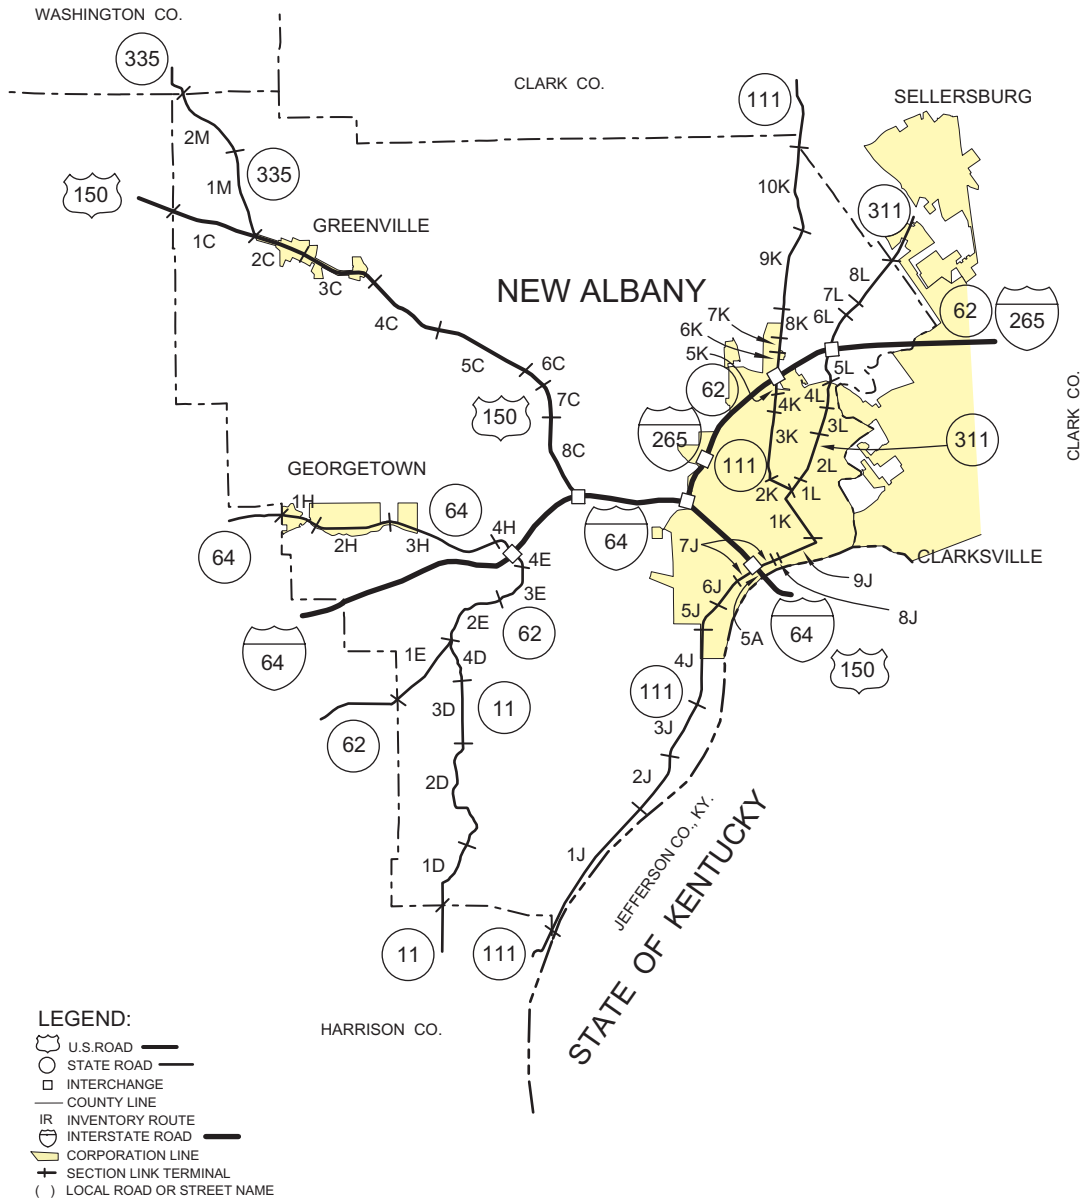 WASHINGTON CO.
335
CLARK CO.
111
SELLERSBURG
2M
335
1M
150
10K
311
GREENVILLE
1C
2C
9K
8L
3C
NEW ALBANY
7L
62
265
4C
7K
8K
6L
6K
5K
5C
6C
62
5L
7C
4K
4L
CLARK CO.
150
3K
3L
265
311
8C
111
2L
GEORGETOWN
2K
1L
1H
64
64
2H
3H
4H
64
1K
7J
CLARKSVILLE
4E
6J
9J
3E
5J
8J
2E
62
5A
64
64
1E
4D
4J
150
111
3D
11
62
3J
2D
2J
JEFFERSON CO., KY.
STATE OF KENTUCKY
1J
1D
11
111
HARRISON CO.
LEGEND:
U.S.ROAD
STATE ROAD
INTERCHANGE
COUNTY LINE
IR INVENTORY ROUTE
INTERSTATE ROAD
CORPORATION LINE
SECTION LINK TERMINAL
( ) LOCAL ROAD OR STREET NAME